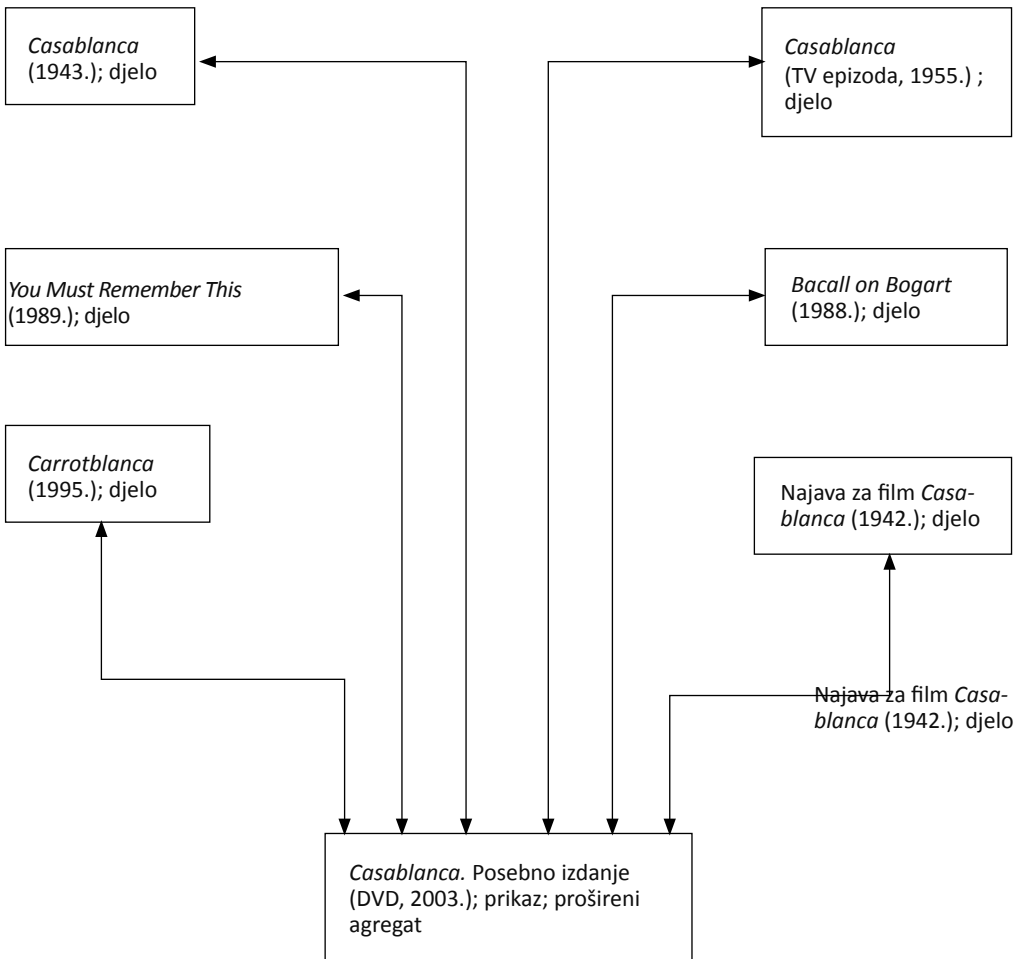 Casablanca
(1943.); djelo
Casablanca
(TV epizoda, 1955.) ;
djelo
You Must Remember This
(1989.); djelo
Bacall on Bogart
(1988.); djelo
Carrotblanca
(1995.); djelo
Najava za film Casa-
blanca (1942.); djelo
Najava za film Casa-
blanca (1942.); djelo
Casablanca. Posebno izdanje
(DVD, 2003.); prikaz; prošireni
agregat